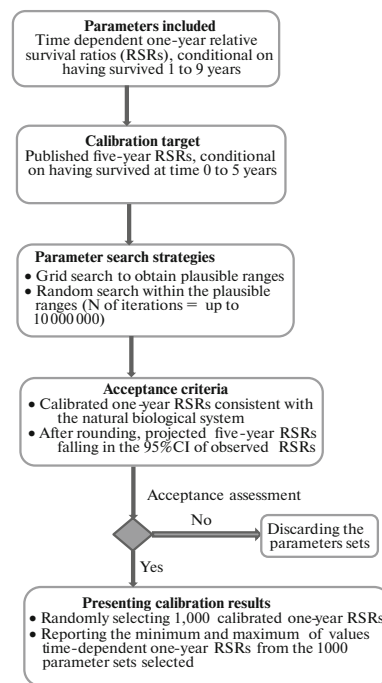 Parameters included
Time dependent one-year relative
survival ratios (RSRs), conditional on
having survived 1 to 9 years
Calibration target
Published five-year RSRs, conditional
on having survived at time 0 to 5 years
Parameter search strategies
• Grid search to obtain plausible ranges
• Random search within the plausible
ranges (N of iterations = up to
10 000 000)
Acceptance criteria
• Calibrated one-year RSRs consistent with
the natural biological system
• After rounding, projected five-year RSRs
falling in the 95%CI of observed RSRs
Acceptance assessment
No
Discarding the
parameters sets
Yes
Presenting calibration results
• Randomly selecting 1,000 calibrated one-year RSRs
• Reporting the minimum and maximum of values
time-dependent one-year RSRs from the 1000
parameter sets selected